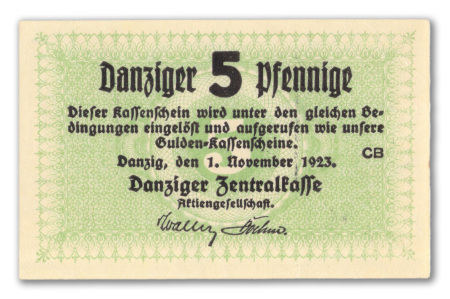 Danziger 5 Pfennige
Dieser Kassenschein wird unter den gleichen Be-
dingungen eingelöst und aufgerufen wie unsere
Gulden-Kassenscheine.
Danzig, den 1. November 1923.
CB
Danziger Zentralkasse
Aktiengesellschaft.